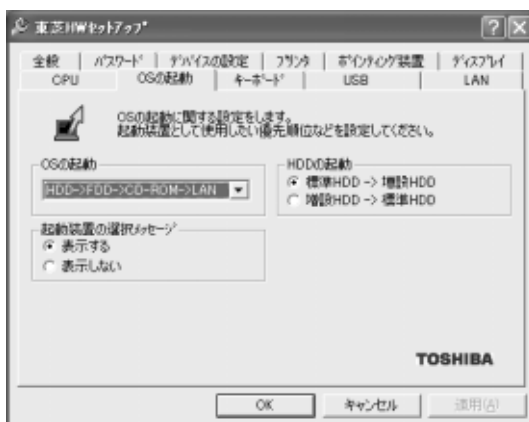 東芝HWセットアップ
全般 パスワード デバイスの設定 プリンタ ポインティング装置 ディスプレイ
CPU OSの起動 キーボード USB LAN
OSの起動に関する設定をします。
起動装置として使用したい優先順位などを設定してください。
OSの起動
HDD->FDD->CD-ROM->LAN
HDDの起動
標準HDD -> 増設HDD
増設HDD -> 標準HDD
起動装置の選択メッセージ
表示する
表示しない
TOSHIBA
OK キャンセル 適用(A)